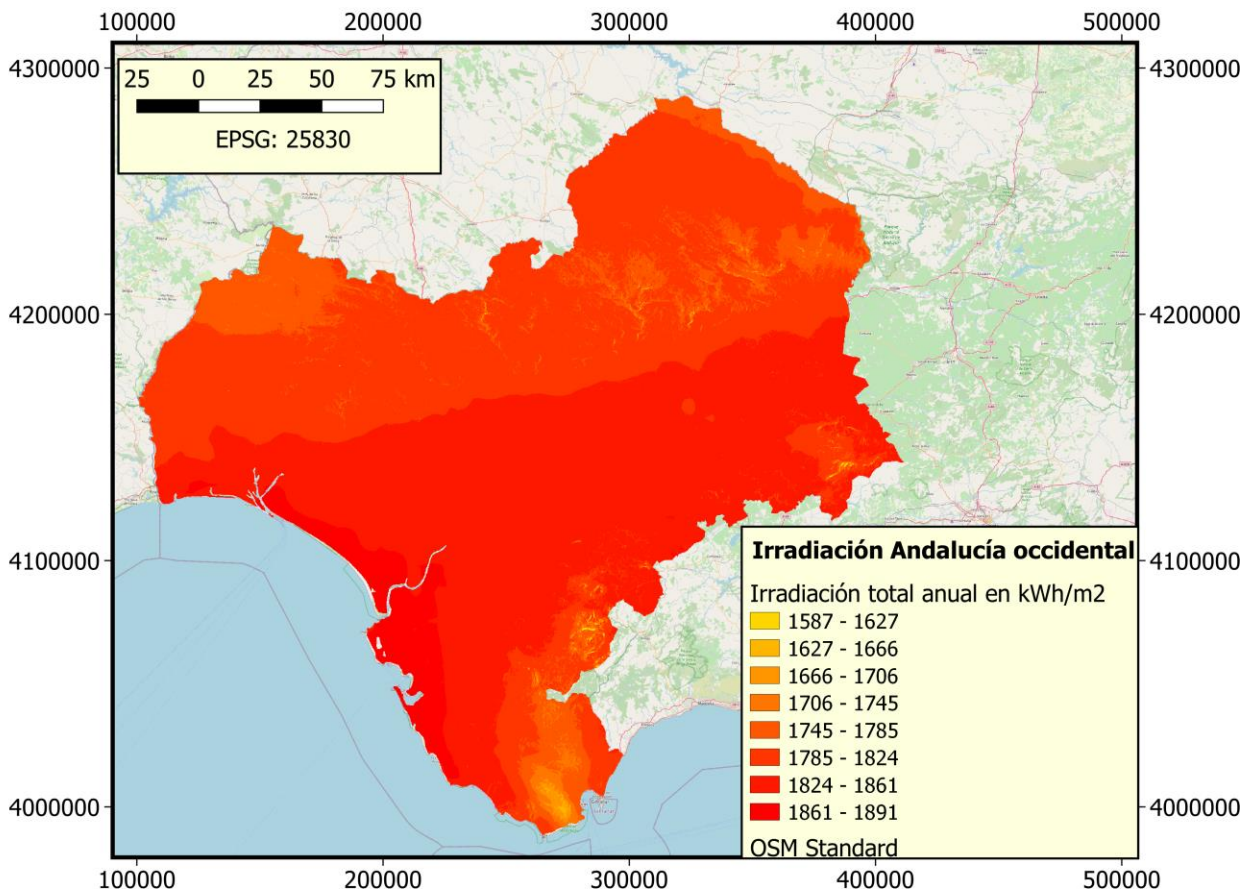 100000 200000 300000 400000 500000
4300000 4300000
25 0 25 50 75 km
EPSG: 25830
4200000 4200000
4100000 4100000
Irradiación Andalucía occidental
Irradiación total anual en kWh/m2
1587 - 1627
1627 - 1666
1666 - 1706
1706 - 1745
1745 - 1785
1785 - 1824
1824 - 1861
1861 - 1891
OSM Standard
4000000 4000000
100000 200000 300000 400000 500000